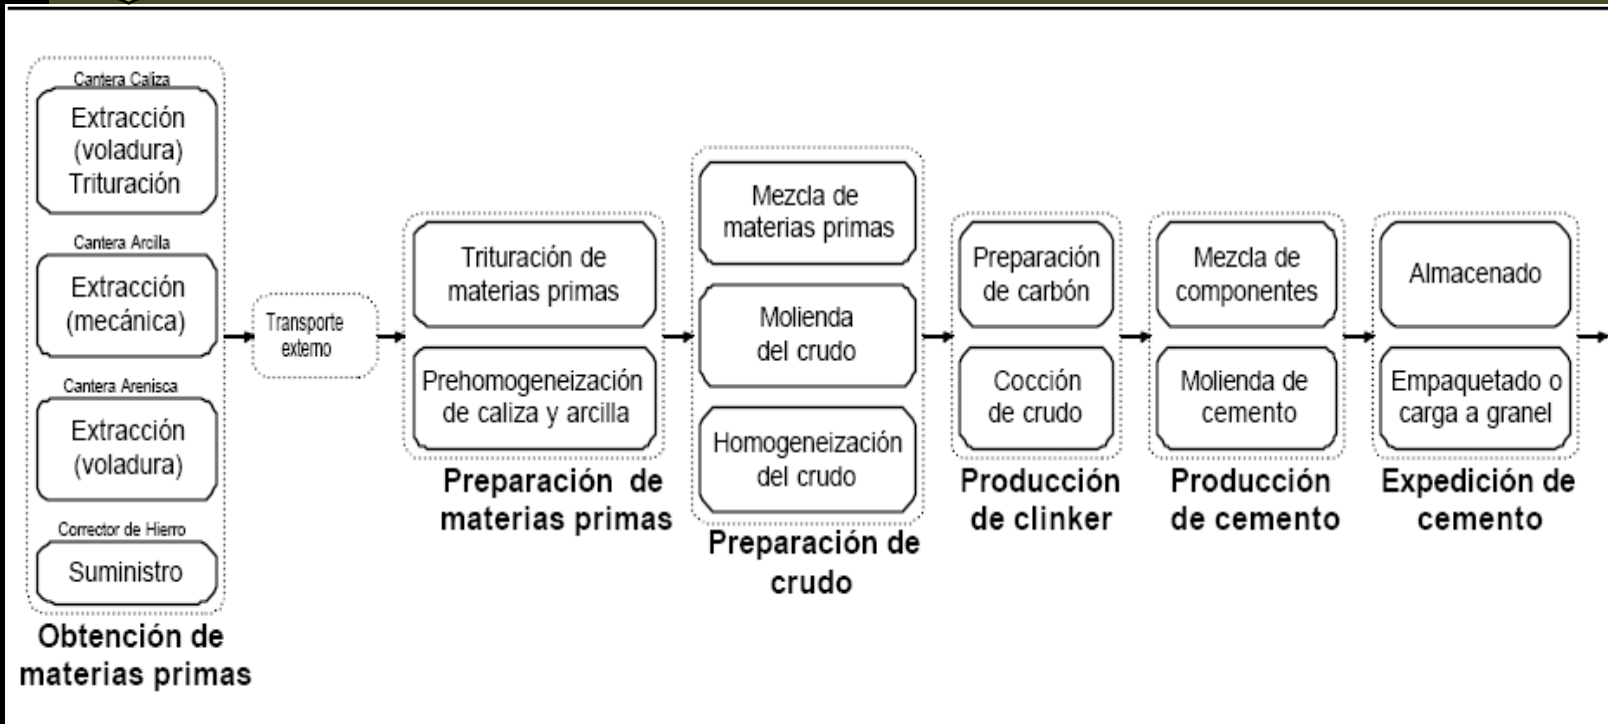 Cantera Caliza
Extracción
(voladura)
Trituración
Cantera Arcilla
Extracción
(mecánica)
Cantera Arenisca
Extracción
(voladura)
Corrector de Hierro
Suministro
Obtención de
materias primas
Transporte
externo
Trituración de
materias primas
Prehomogeneización
de caliza y arcilla
Preparación de
materias primas
Mezcla de
materias primas
Molienda
del crudo
Homogeneización
del crudo
Preparación de
crudo
Preparación
de carbón
Cocción
de crudo
Producción
de clinker
Mezcla de
componentes
Molienda de
cemento
Producción
de cemento
Almacenado
Empaquetado o
carga a granel
Expedición de
cemento